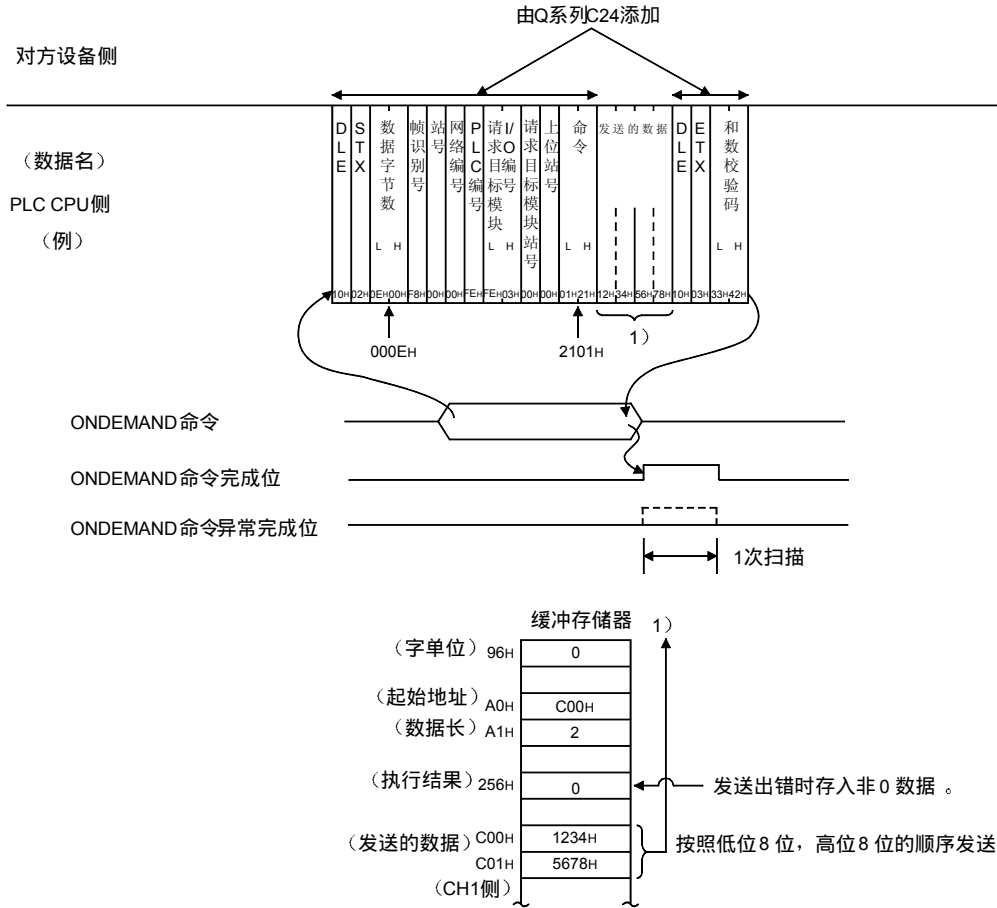 由Q系列C24添加
对方设备侧
（数据名）
PLC CPU侧
（例）
DLE
STX
数据字节数
L H
帧识别号
站号
网络编号
PLC编号
请求目标模块I/O编号
L H
请求目标模块站号
上位站号
命令
L H
发送的数据
DLE
ETX
和数校验码
L H
10H 02H 0EH 00H F8H 00H 00H FEH FEH 03H 00H 00H 01H 21H 12H 34H 56H 78H 10H 03H 33H 42H
000EH
2101H
1）
ONDEMAND命令
ONDEMAND命令完成位
ONDEMAND命令异常完成位
1次扫描
缓冲存储器
1）
（字单位） 96H 0
（起始地址） A0H C00H
（数据长） A1H 2
（执行结果） 256H 0
发送出错时存入非0数据。
（发送的数据） C00H 1234H
按照低位8位，高位8位的顺序发送
C01H 5678H
（CH1侧）